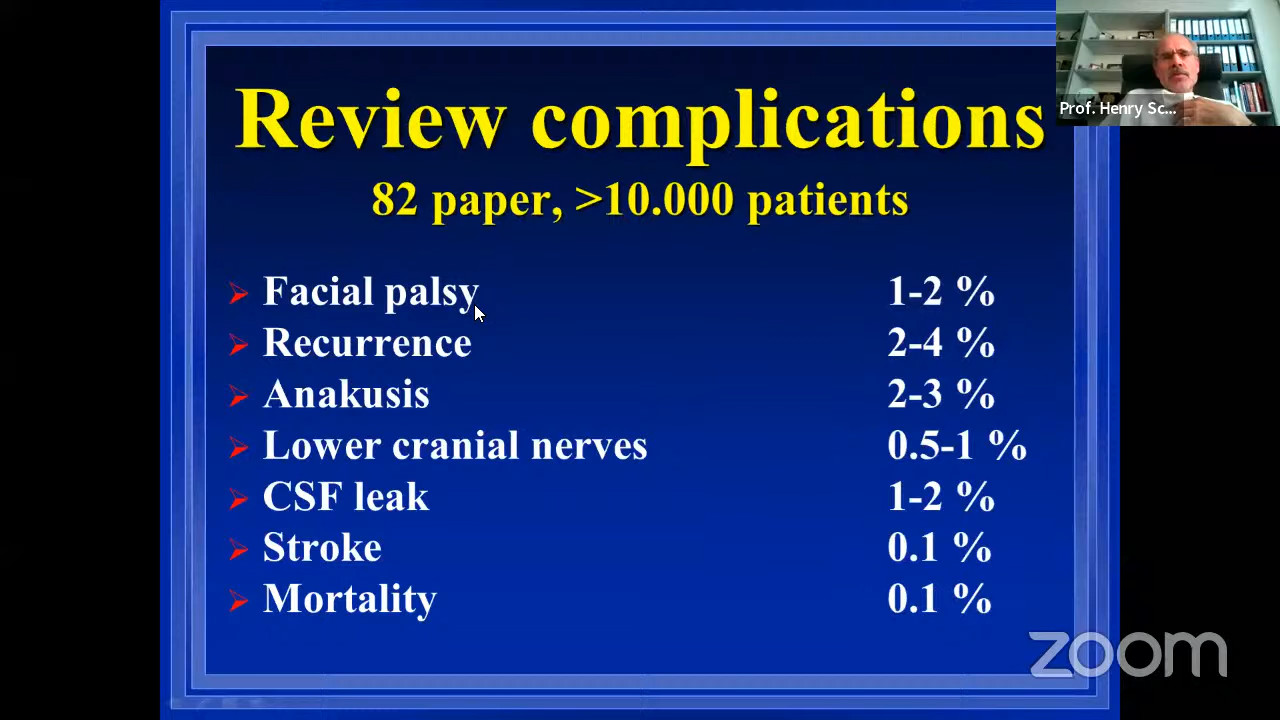 Review complications
82 paper, >10.000 patients
Facial palsy 1-2 %
Recurrence 2-4 %
Anakusis 2-3 %
Lower cranial nerves 0.5-1 %
CSF leak 1-2 %
Stroke 0.1 %
Mortality 0.1 %
Prof. Henry Sc...
zoom